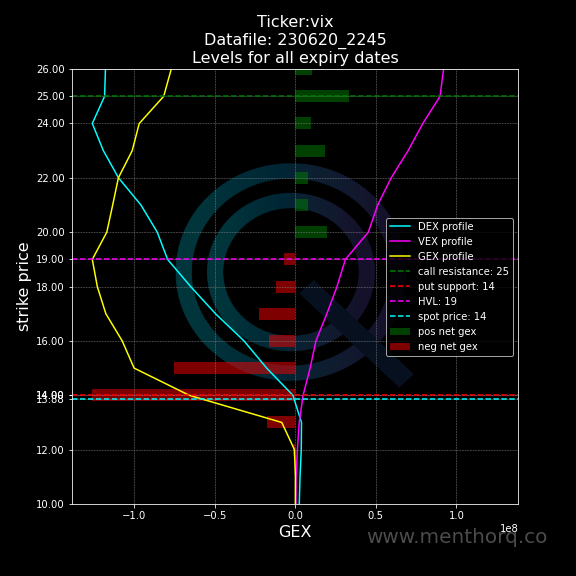 Ticker:vix
Datafile: 230620_2245
Levels for all expiry dates
26.00
25.00
24.00
22.00
20.00
19.00
18.00
16.00
14.00
12.00
10.00
strike price
DEX profile
VEX profile
GEX profile
call resistance: 25
put support: 14
HVL: 19
spot price: 14
pos net gex
neg net gex
−1.0
−0.5
0.0
0.5
1.0
1e8
GEX
www.menthorq.co